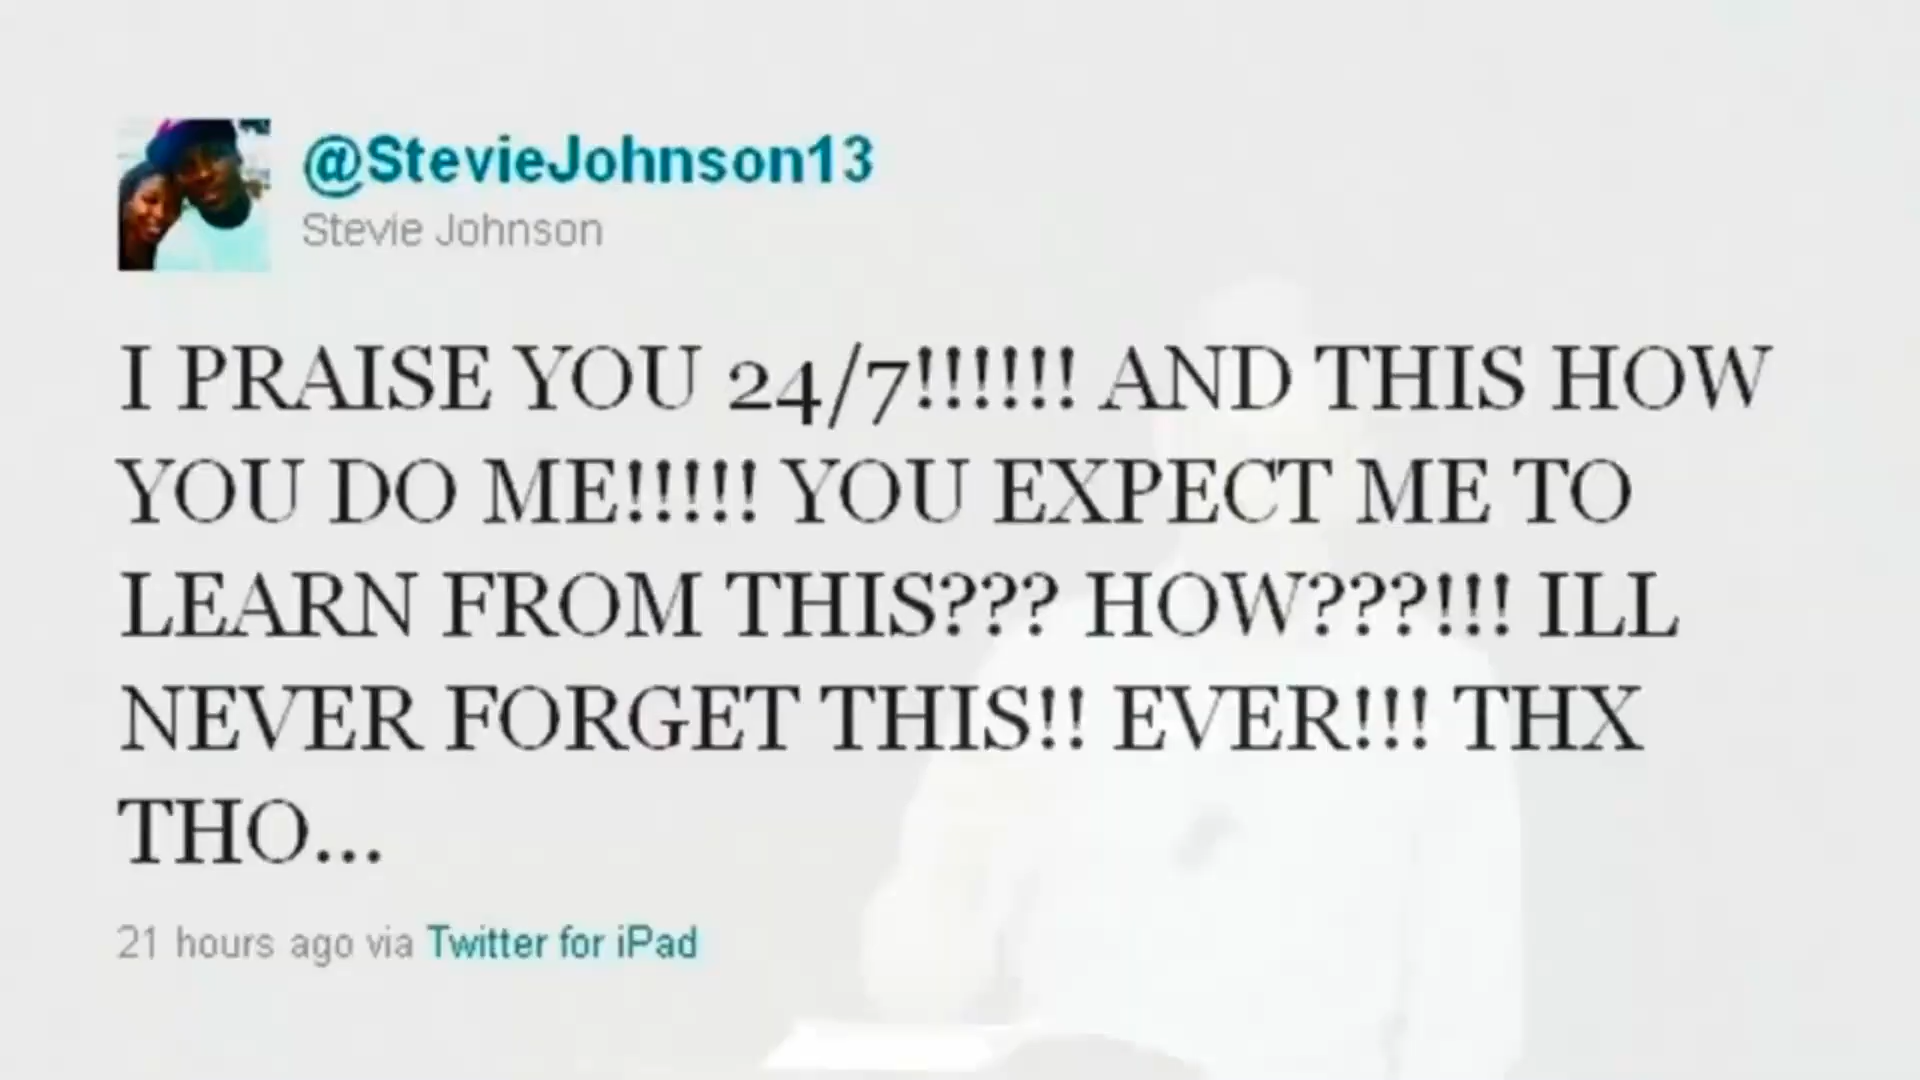 @StevieJohnson13
Stevie Johnson
I PRAISE YOU 24/7!!!!!! AND THIS HOW
YOU DO ME!!!!! YOU EXPECT ME TO
LEARN FROM THIS??? HOW???!!! ILL
NEVER FORGET THIS!! EVER!!! THX
THO...
21 hours ago via Twitter for iPad